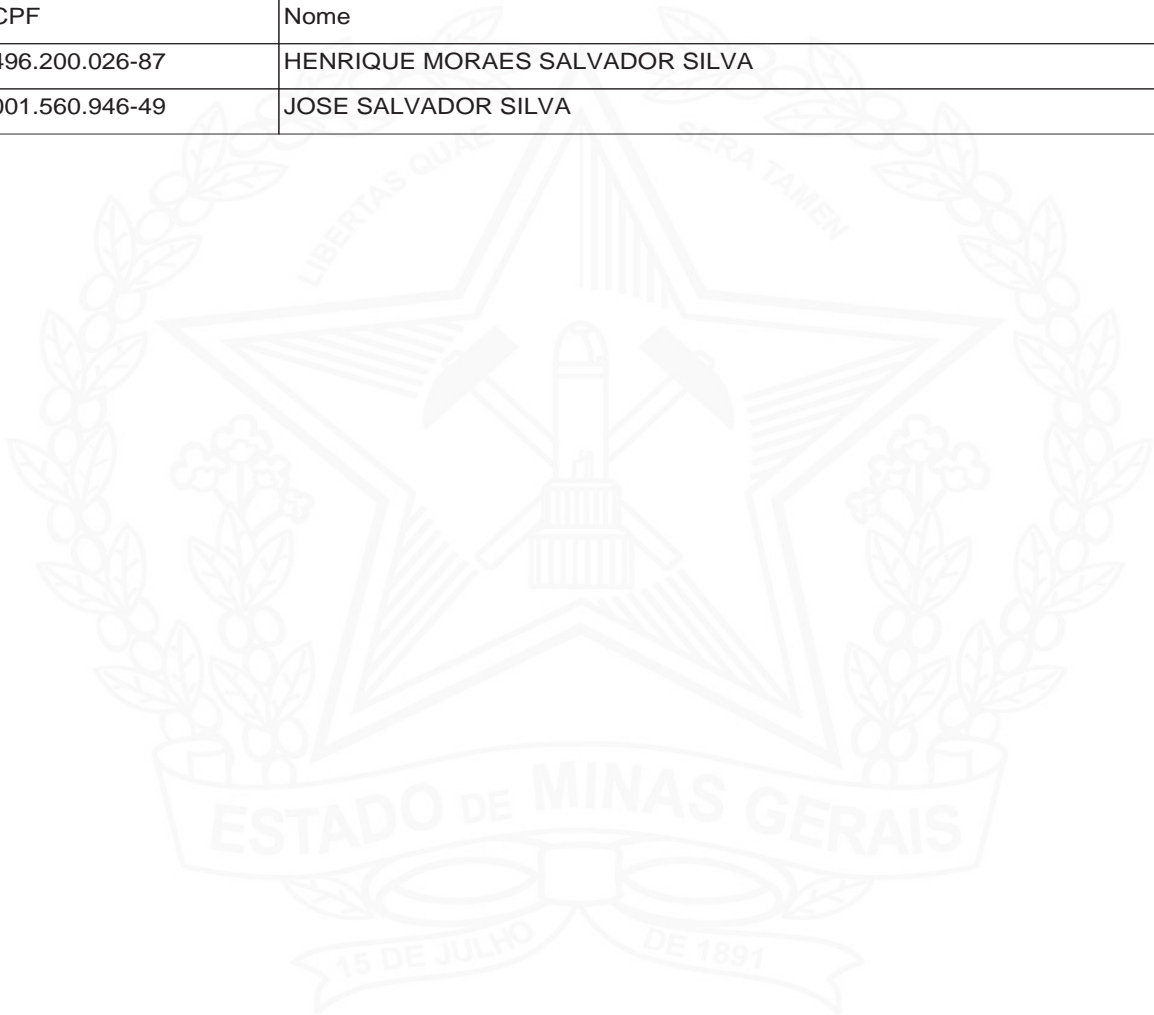 CPF Nome
496.200.026-87 HENRIQUE MORAES SALVADOR SILVA
001.560.946-49 JOSE SALVADOR SILVA
LIBERTAS QUAE SERA TAMEN
ESTADO DE MINAS GERAIS
15 DE JULHO DE 1891